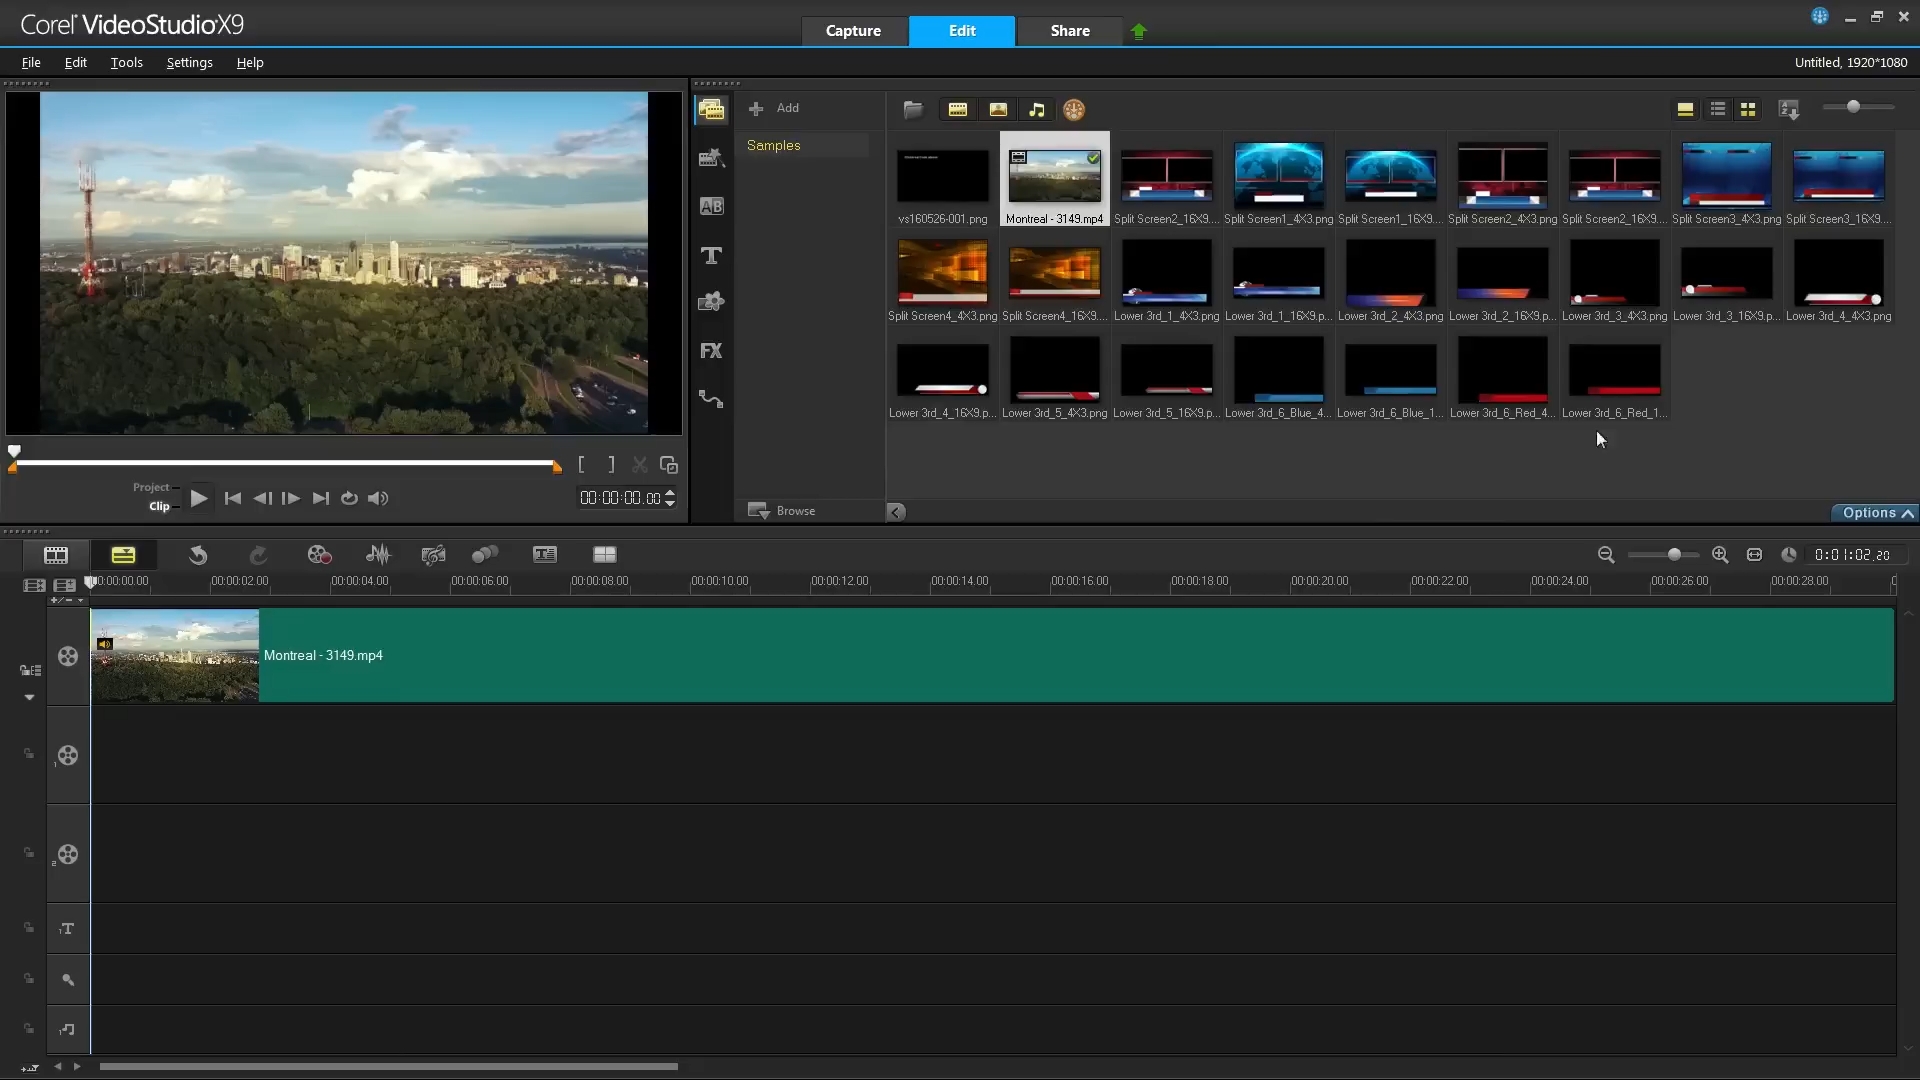 Corel VideoStudio X9
Capture
Edit
Share
File
Edit
Tools
Settings
Help
Untitled, 1920*1080
Add
Samples
Browse
vs160526-001.png
Montreal - 3149.mp4
Split Screen2_16X9....
Split Screen1_4X3.png
Split Screen1_16X9....
Split Screen2_4X3.png
Split Screen2_16X9....
Split Screen3_4X3.png
Split Screen3_16X9....
Split Screen4_4X3.png
Split Screen4_16X9....
Lower 3rd_1_4X3.png
Lower 3rd_1_16X9.p...
Lower 3rd_2_4X3.png
Lower 3rd_2_16X9.p...
Lower 3rd_3_4X3.png
Lower 3rd_3_16X9.p...
Lower 3rd_4_4X3.png
Lower 3rd_4_16X9.p...
Lower 3rd_5_4X3.png
Lower 3rd_5_16X9.p...
Lower 3rd_6_Blue_4...
Lower 3rd_6_Blue_1...
Lower 3rd_6_Red_4...
Lower 3rd_6_Red_1...
AB
T
FX
Project
Clip
[ ]
00:00:00.00
Options
0:01:02.20
00:00:00.00
00:00:02.00
00:00:04.00
00:00:06.00
00:00:08.00
00:00:10.00
00:00:12.00
00:00:14.00
00:00:16.00
00:00:18.00
00:00:20.00
00:00:22.00
00:00:24.00
00:00:26.00
00:00:28.00
Montreal - 3149.mp4
1
2
1T
1